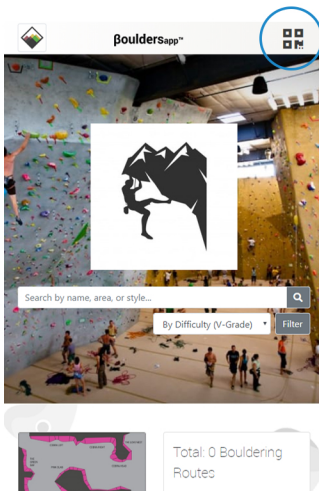 βouldersapp™
Search by name, area, or style...
By Difficulty (V-Grade)
Filter
Total: 0 Bouldering
Routes